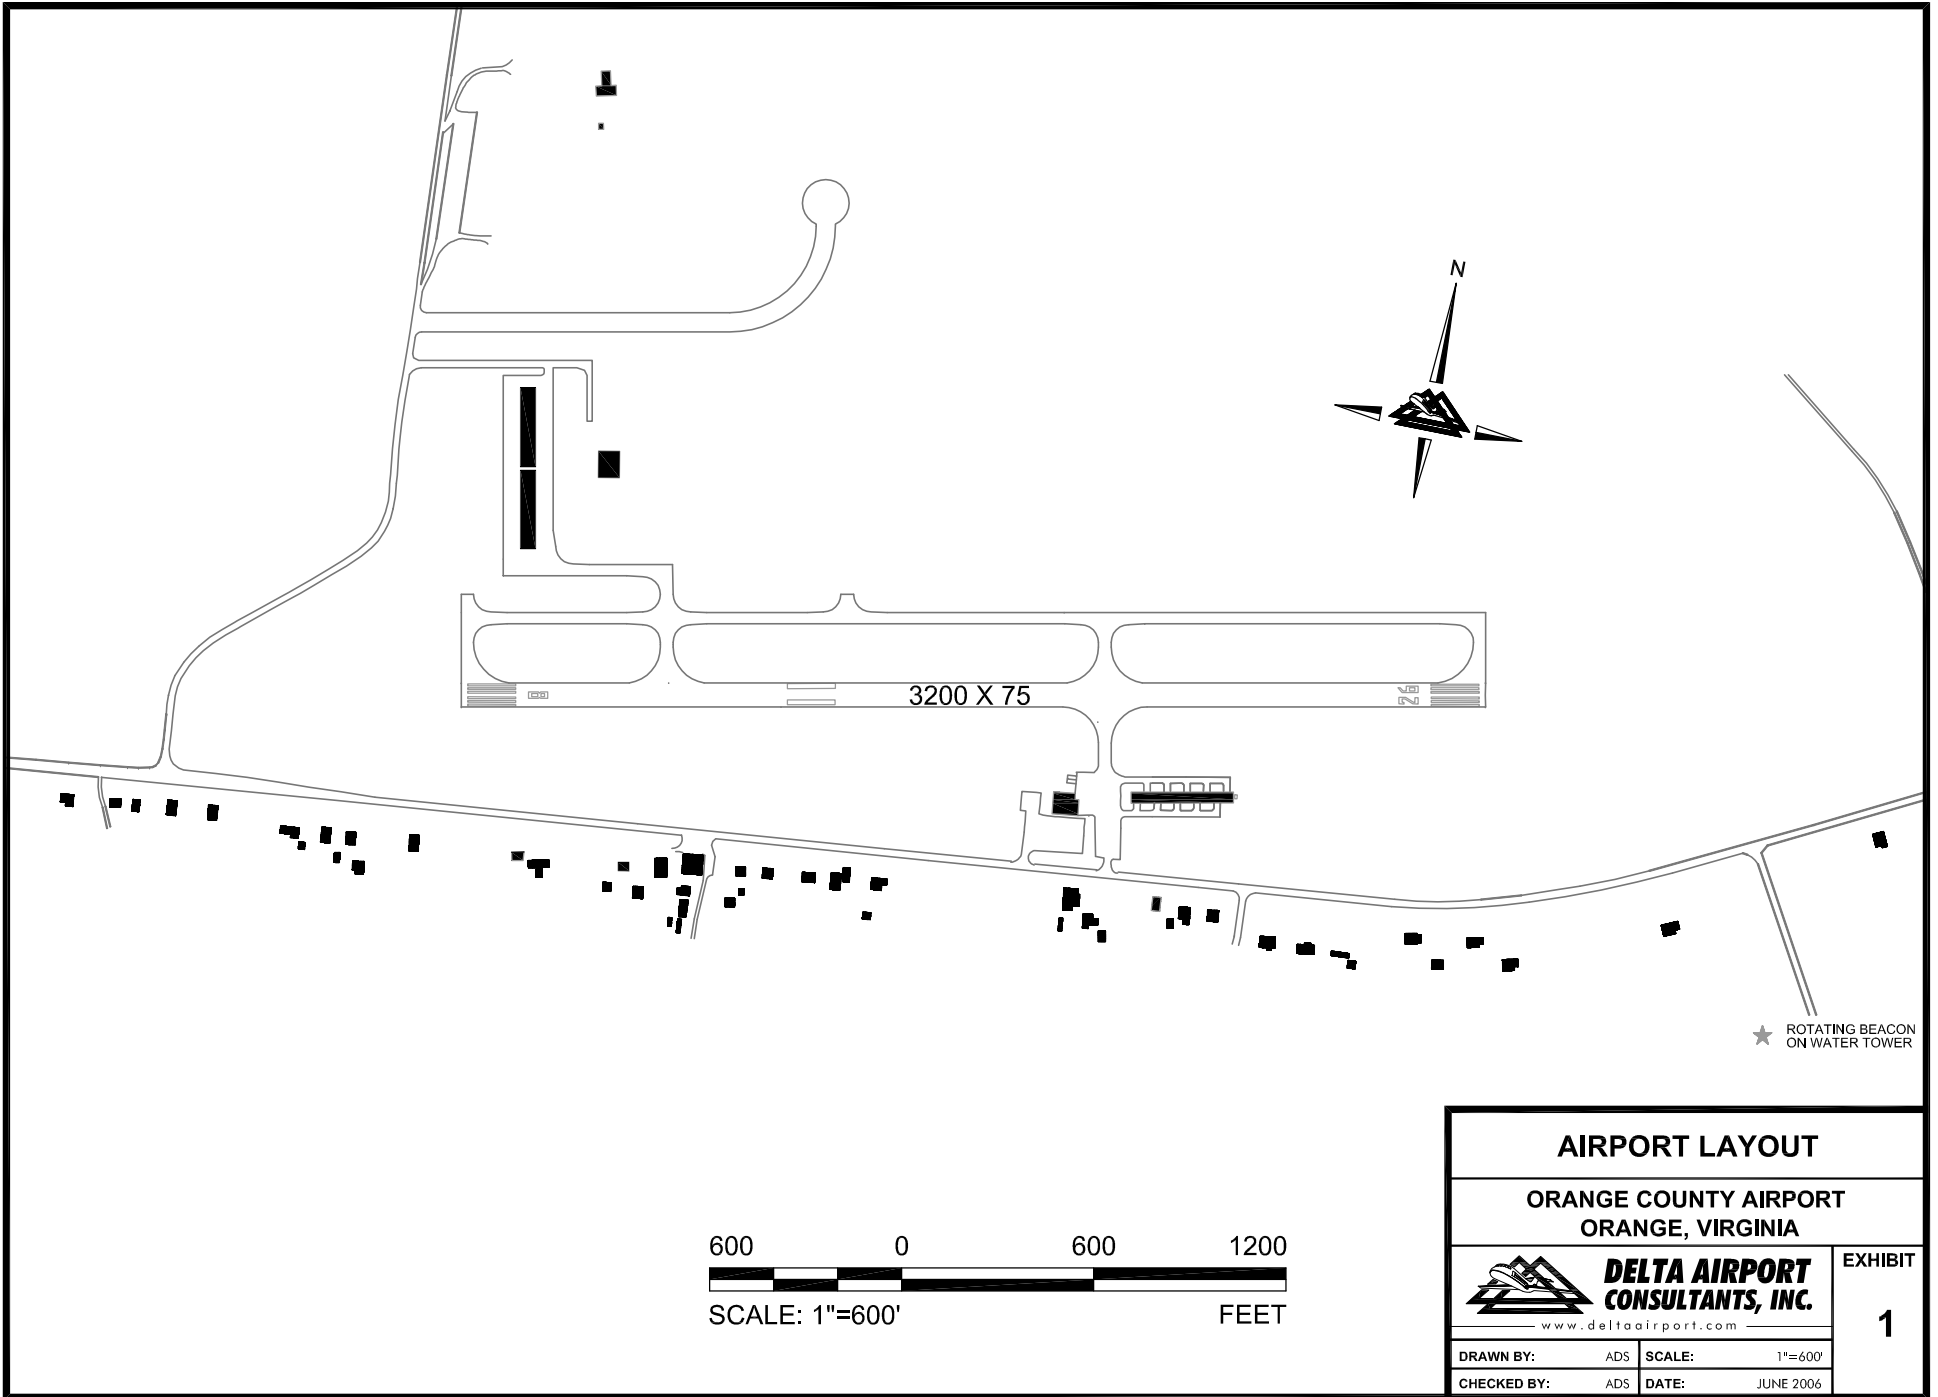 N
3200 X 75
8
26
ROTATING BEACON
ON WATER TOWER
600 0 600 1200
SCALE: 1"=600' FEET
AIRPORT LAYOUT
ORANGE COUNTY AIRPORT
ORANGE, VIRGINIA
DELTA AIRPORT
CONSULTANTS, INC.
www.deltaairport.com
EXHIBIT
1
DRAWN BY: ADS SCALE: 1"=600'
CHECKED BY: ADS DATE: JUNE 2006